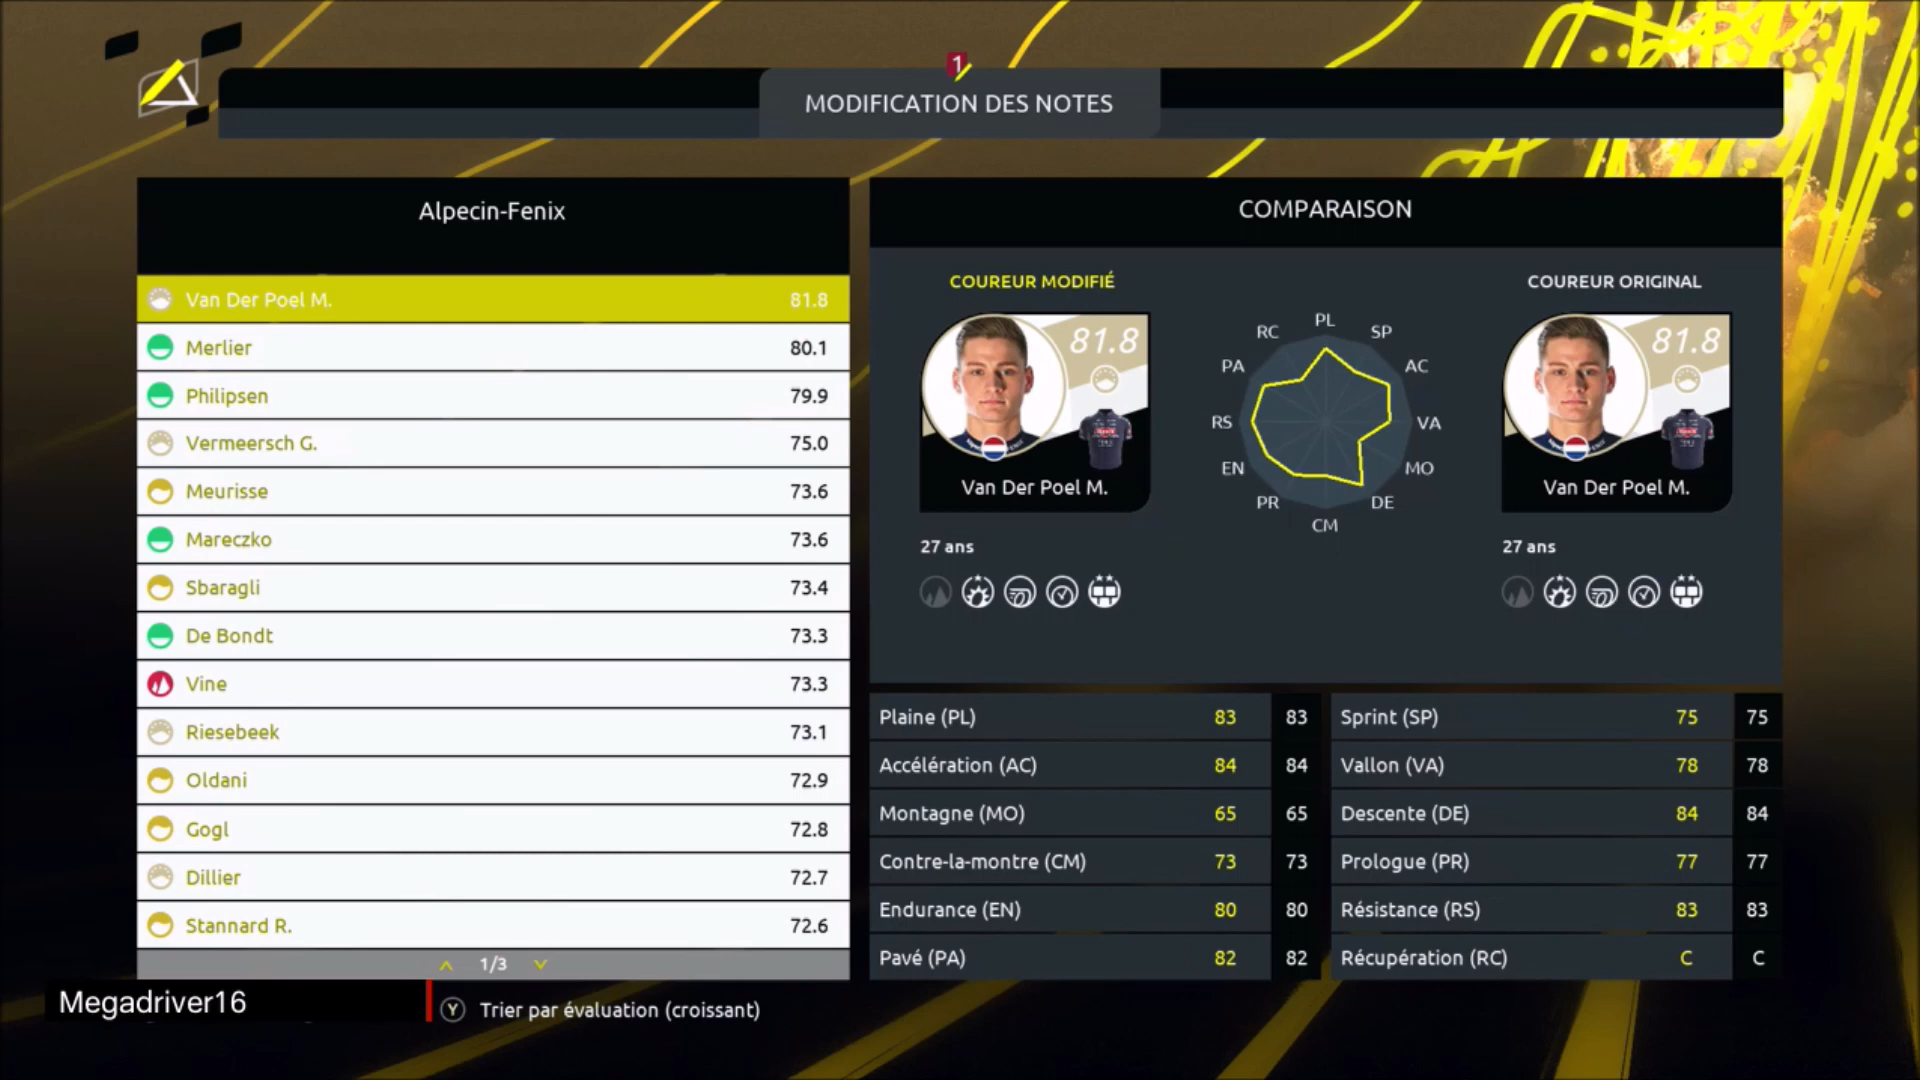 1
MODIFICATION DES NOTES
Alpecin-Fenix
Van Der Poel M. 81.8
Merlier 80.1
Philipsen 79.9
Vermeersch G. 75.0
Meurisse 73.6
Mareczko 73.6
Sbaragli 73.4
De Bondt 73.3
Vine 73.3
Riesebeek 73.1
Oldani 72.9
Gogl 72.8
Dillier 72.7
Stannard R. 72.6
1/3
Megadriver16
Y Trier par évaluation (croissant)
COMPARAISON
COUREUR MODIFIÉ
81.8
Van Der Poel M.
27 ans
PL
SP
AC
VA
MO
DE
CM
PR
EN
RS
PA
RC
COUREUR ORIGINAL
81.8
Van Der Poel M.
27 ans
Plaine (PL) 83 83
Sprint (SP) 75 75
Accélération (AC) 84 84
Vallon (VA) 78 78
Montagne (MO) 65 65
Descente (DE) 84 84
Contre-la-montre (CM) 73 73
Prologue (PR) 77 77
Endurance (EN) 80 80
Résistance (RS) 83 83
Pavé (PA) 82 82
Récupération (RC) C C